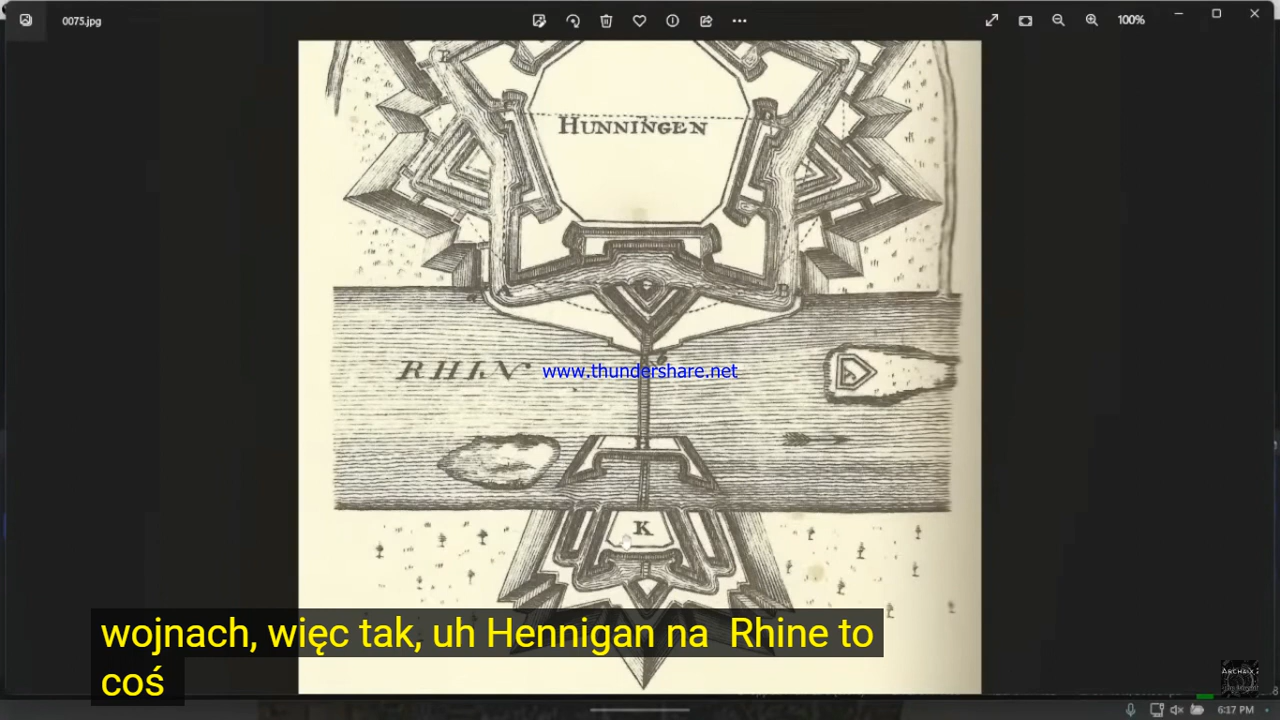 0075.jpg
100%
HUNNINGEN
RHIN
www.thundershare.net
K
wojnach, więc tak, uh Hennigan na Rhine to
coś
ARCHAIX
6:17 PM